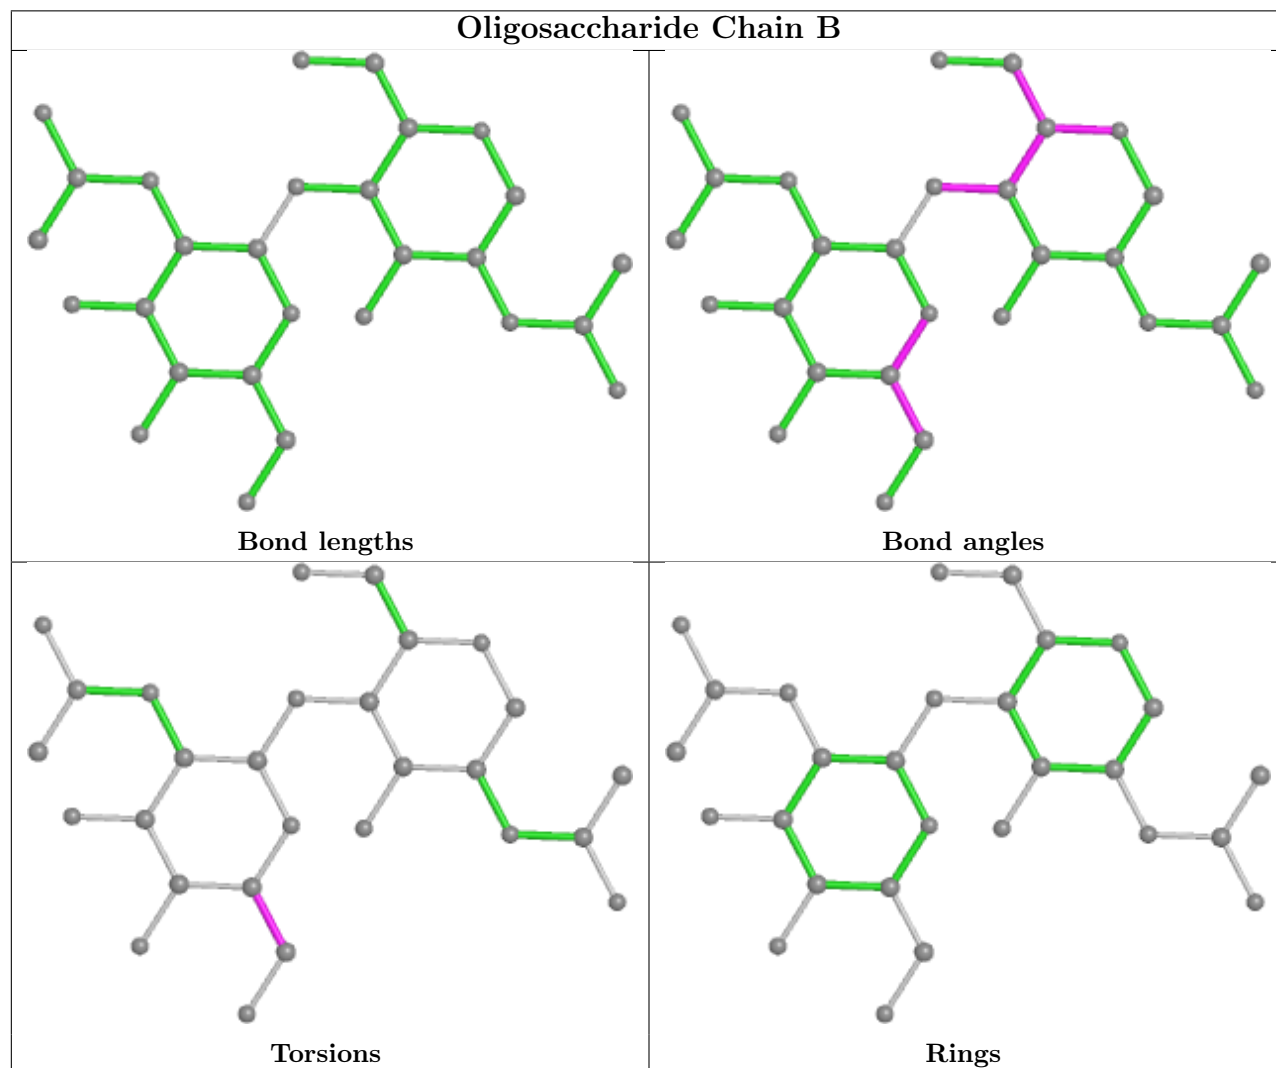 Oligosaccharide Chain B
Bond lengths
Bond angles
Torsions
Rings